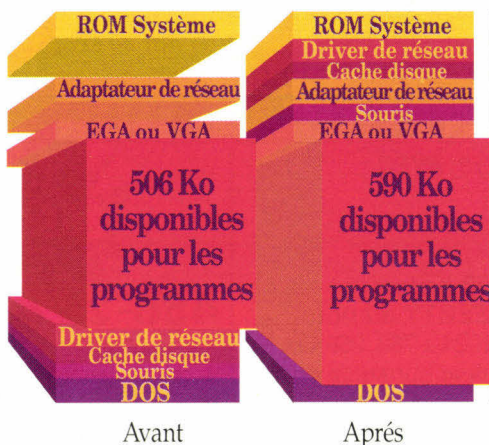 ROM Système
Adaptateur de réseau
EGA ou VGA
506 Ko
disponibles
pour les
programmes
Driver de réseau
Cache disque
Souris
DOS
Avant
ROM Système
Driver de réseau
Cache disque
Adaptateur de réseau
Souris
EGA ou VGA
590 Ko
disponibles
pour les
programmes
DOS
Aprés